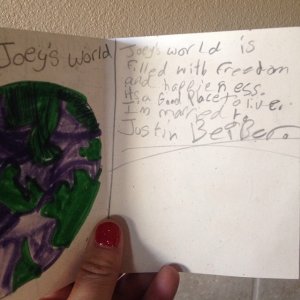 Joey's world
Joey's world is
filled with Freedom
and happieness.
its a Good Place to live.
I'm married to
Justin Beiber.